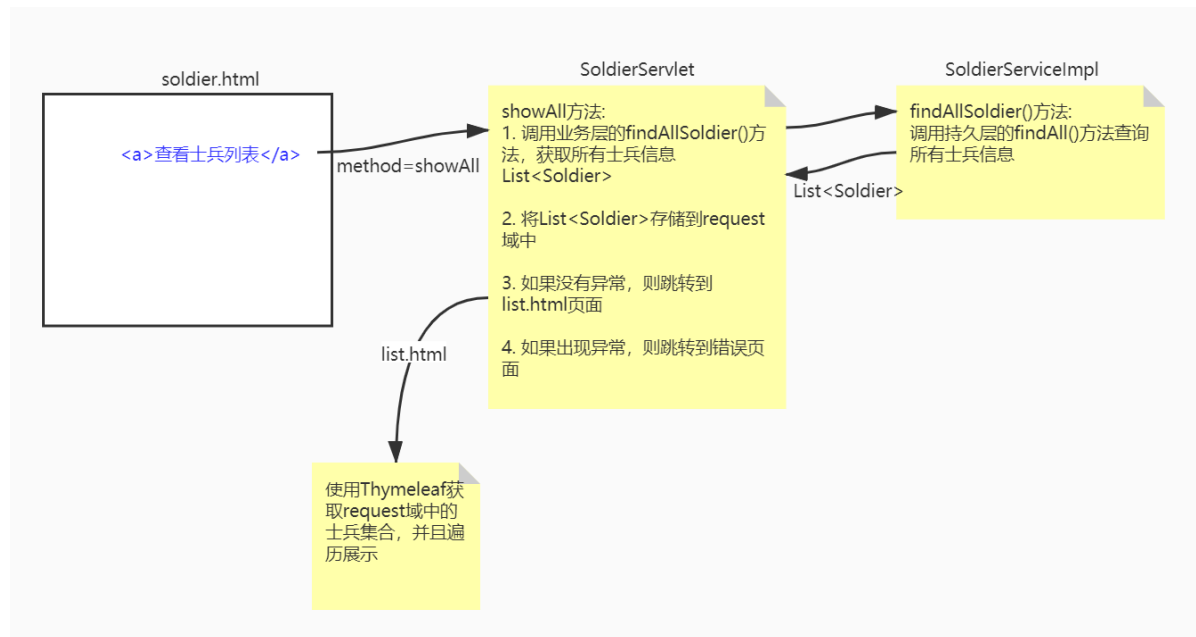 soldier.html
<a>查看士兵列表</a>
method=showAll
SoldierServlet
showAll方法:
1. 调用业务层的findAllSoldier()方
法，获取所有士兵信息
List<Soldier>
2. 将List<Soldier>存储到request
域中
3. 如果没有异常，则跳转到
list.html页面
4. 如果出现异常，则跳转到错误页
面
SoldierServiceImpl
findAllSoldier()方法:
调用持久层的findAll()方法查询
所有士兵信息
List<Soldier>
list.html
使用Thymeleaf获
取request域中的
士兵集合，并且遍
历展示